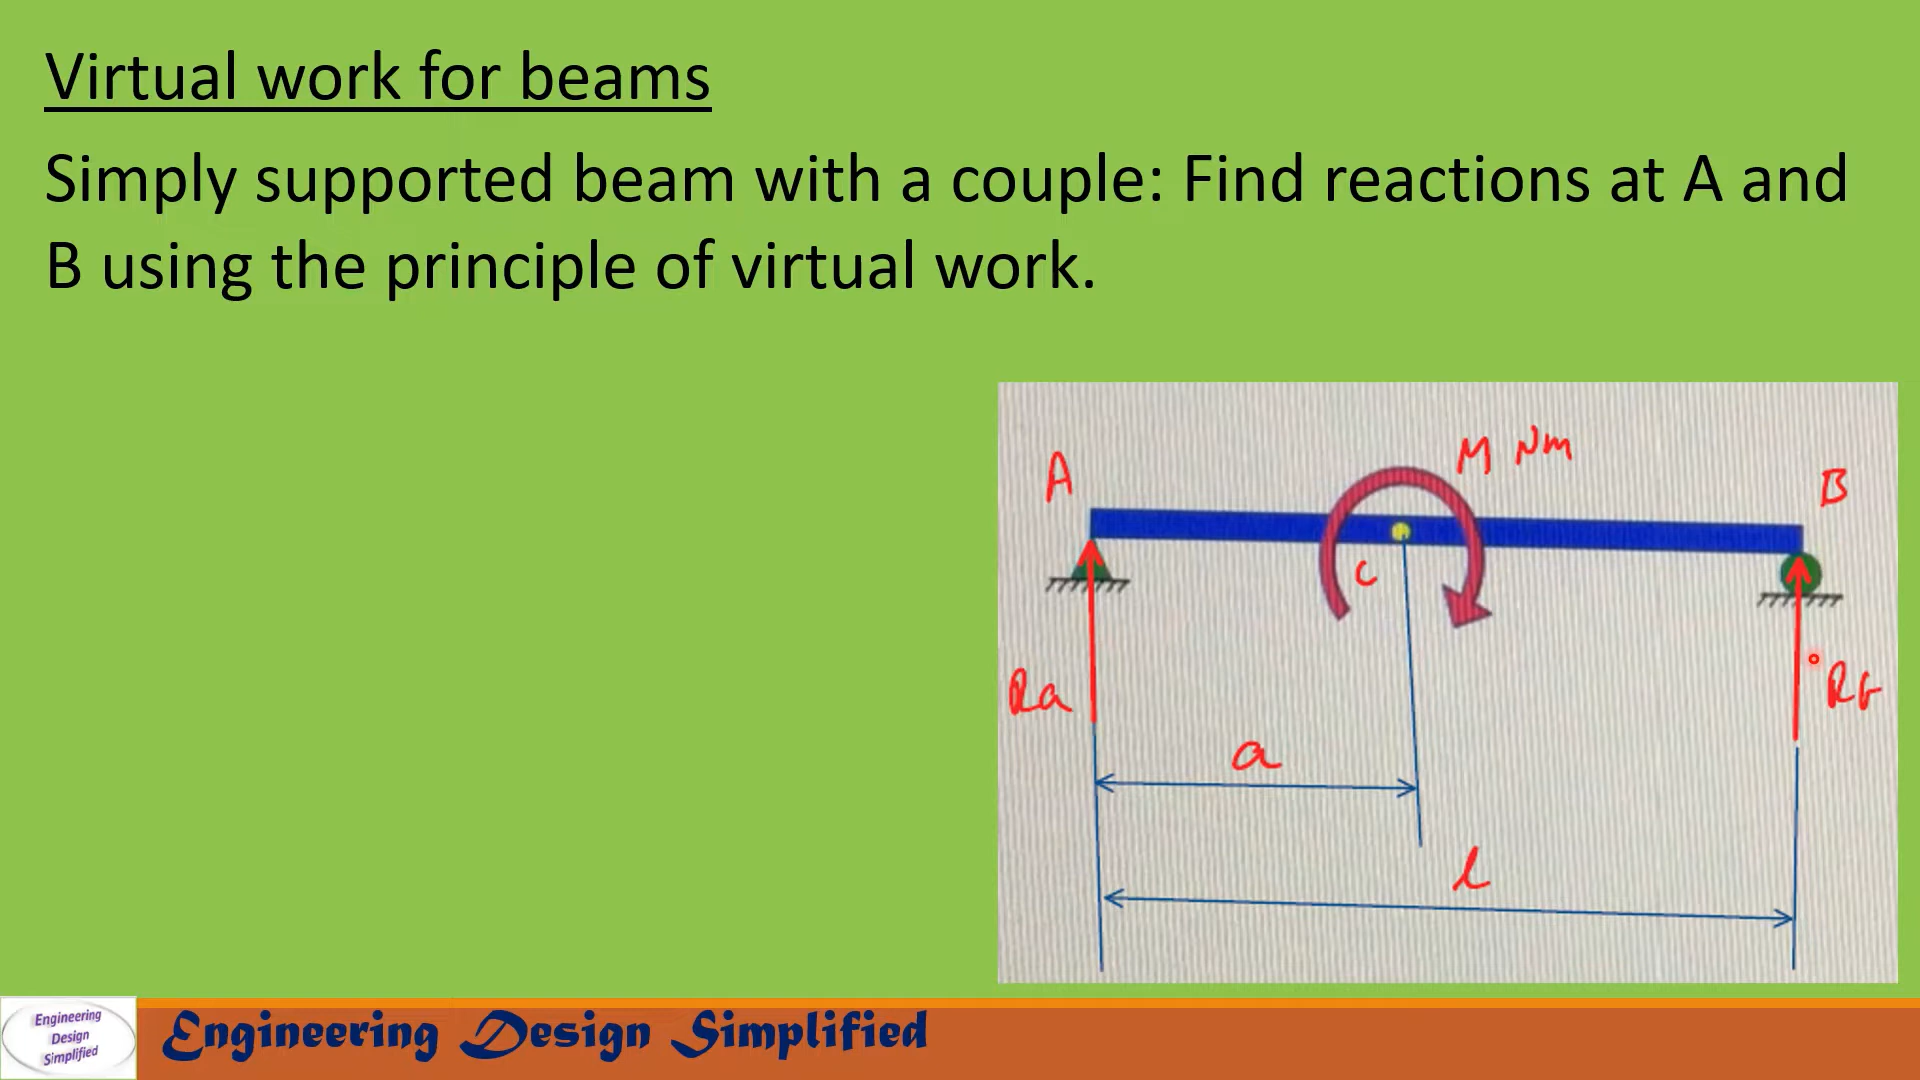 Virtual work for beams
Simply supported beam with a couple: Find reactions at A and
B using the principle of virtual work.
M Nm
A
B
C
Ra
Rb
a
l
Engineering
Design
Simplified
Engineering Design Simplified